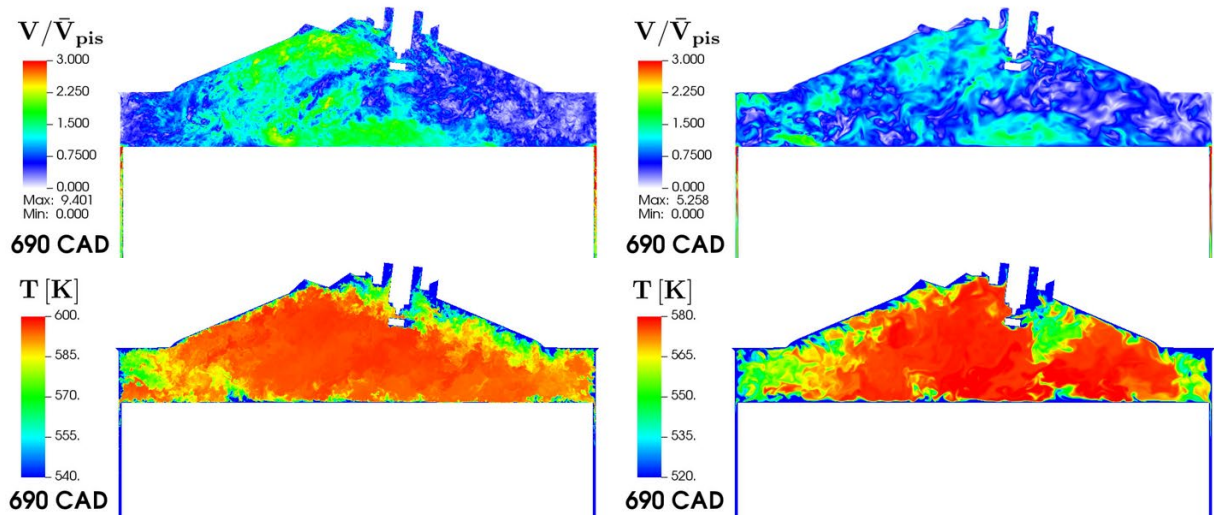 V/V̄pis
3.000
2.250
1.500
0.7500
0.000
Max: 9.401
Min: 0.000
690 CAD
V/V̄pis
3.000
2.250
1.500
0.7500
0.000
Max: 5.258
Min: 0.000
690 CAD
T [K]
600.
585.
570.
555.
540.
690 CAD
T [K]
580.
565.
550.
535.
520.
690 CAD